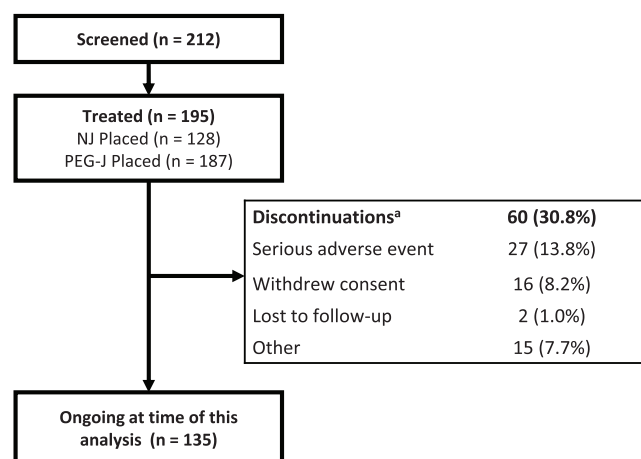 Screened (n = 212)
Treated (n = 195)
NJ Placed (n = 128)
PEG-J Placed (n = 187)
Discontinuationsᵃ 60 (30.8%)
Serious adverse event 27 (13.8%)
Withdrew consent 16 (8.2%)
Lost to follow-up 2 (1.0%)
Other 15 (7.7%)
Ongoing at time of this
analysis (n = 135)